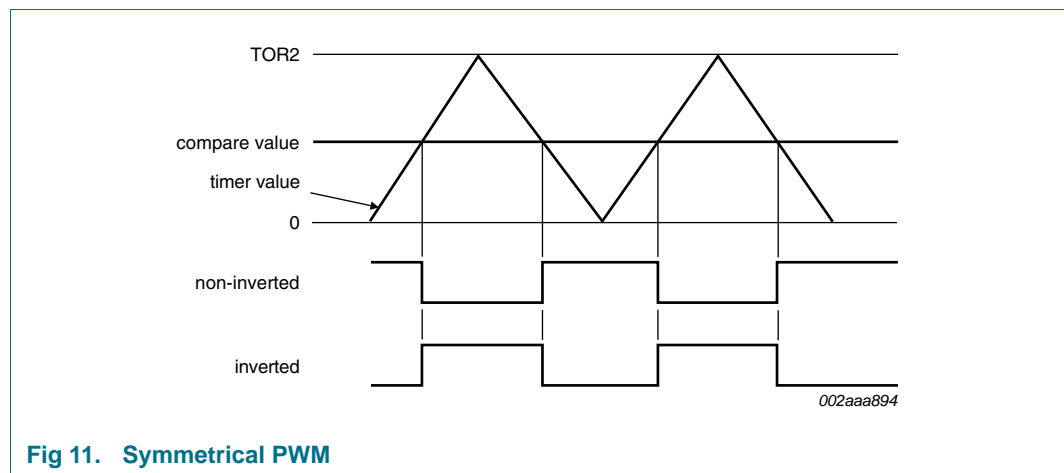 TOR2
compare value
timer value
0
non-inverted
inverted
002aaa894
Fig 11. Symmetrical PWM